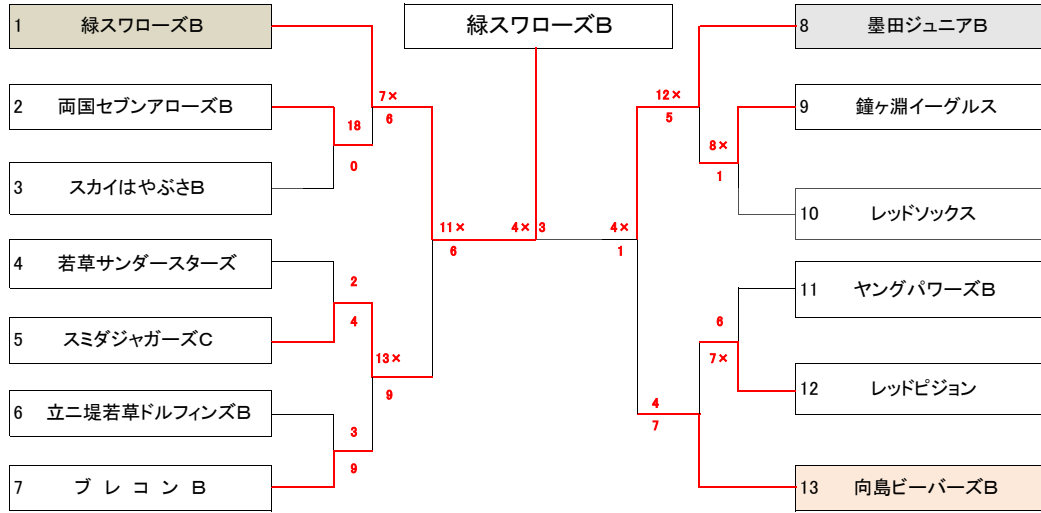 緑スワローズB
1 緑スワローズB
2 両国セブンアローズB
3 スカイはやぶさB
4 若草サンダースターズ
5 スミダジャガーズC
6 立ニ堤若草ドルフィンズB
7 ブレコンB
7×
6
18
0
11×
6
2
4
13×
9
3
9
4×
3
4×
1
12×
5
8×
1
6
7×
4
7
8 墨田ジュニアB
9 鐘ヶ淵イーグルス
10 レッドソックス
11 ヤングパワーズB
12 レッドピジョン
13 向島ビーバーズB